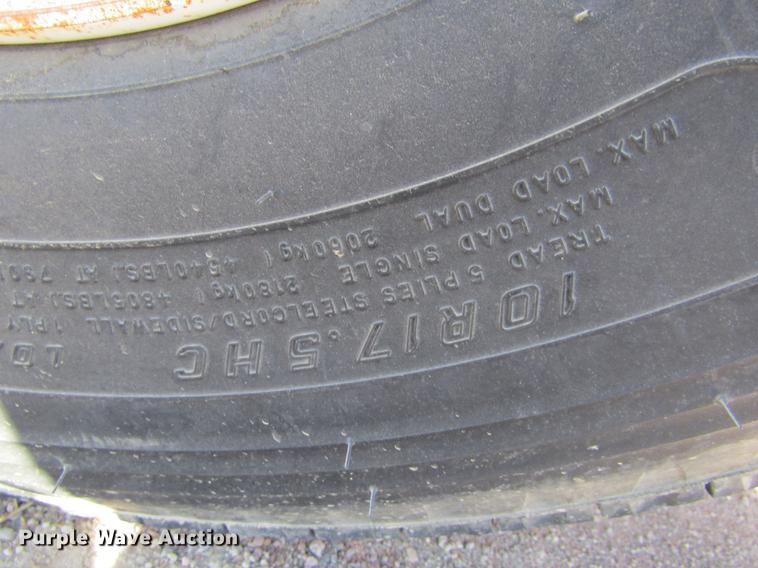 10R17.5HC
TREAD 5 PLIES STEELCORD/SIDEWALL 1 PLY
MAX. LOAD SINGLE 2180kg ( 4805LBS.) AT
MAX. LOAD DUAL 2060kg ( 4540LBS.) AT 790
Purple Wave Auction